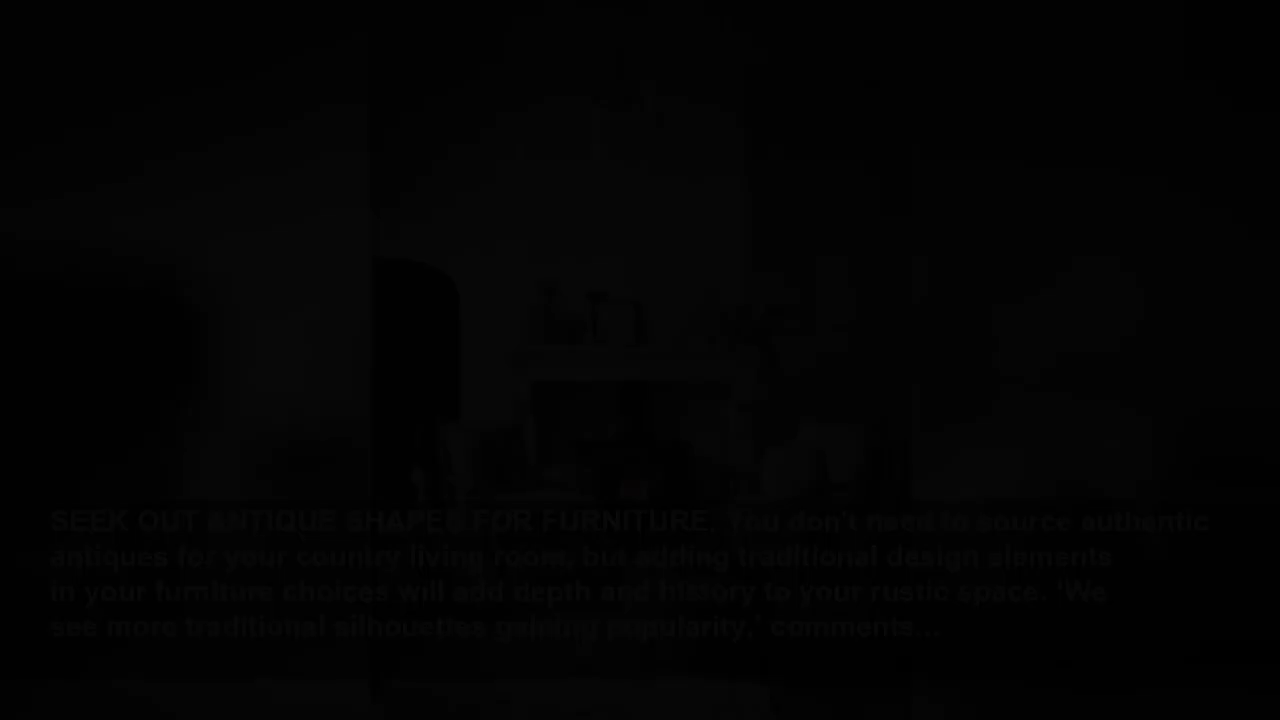 SEEK OUT ANTIQUE SHAPES FOR FURNITURE. You don't need to source authentic
antiques for your country living room, but adding traditional design elements
in your furniture choices will add depth and history to your rustic space. 'We
see more traditional silhouettes gaining popularity,' comments...